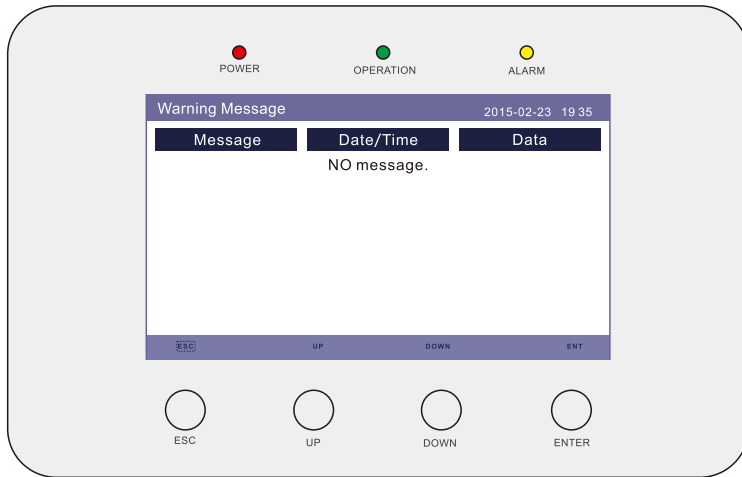 POWER OPERATION ALARM
Warning Message 2015-02-23 19 35
Message Date/Time Data
NO message.
ESC UP DOWN ENT
ESC UP DOWN ENTER